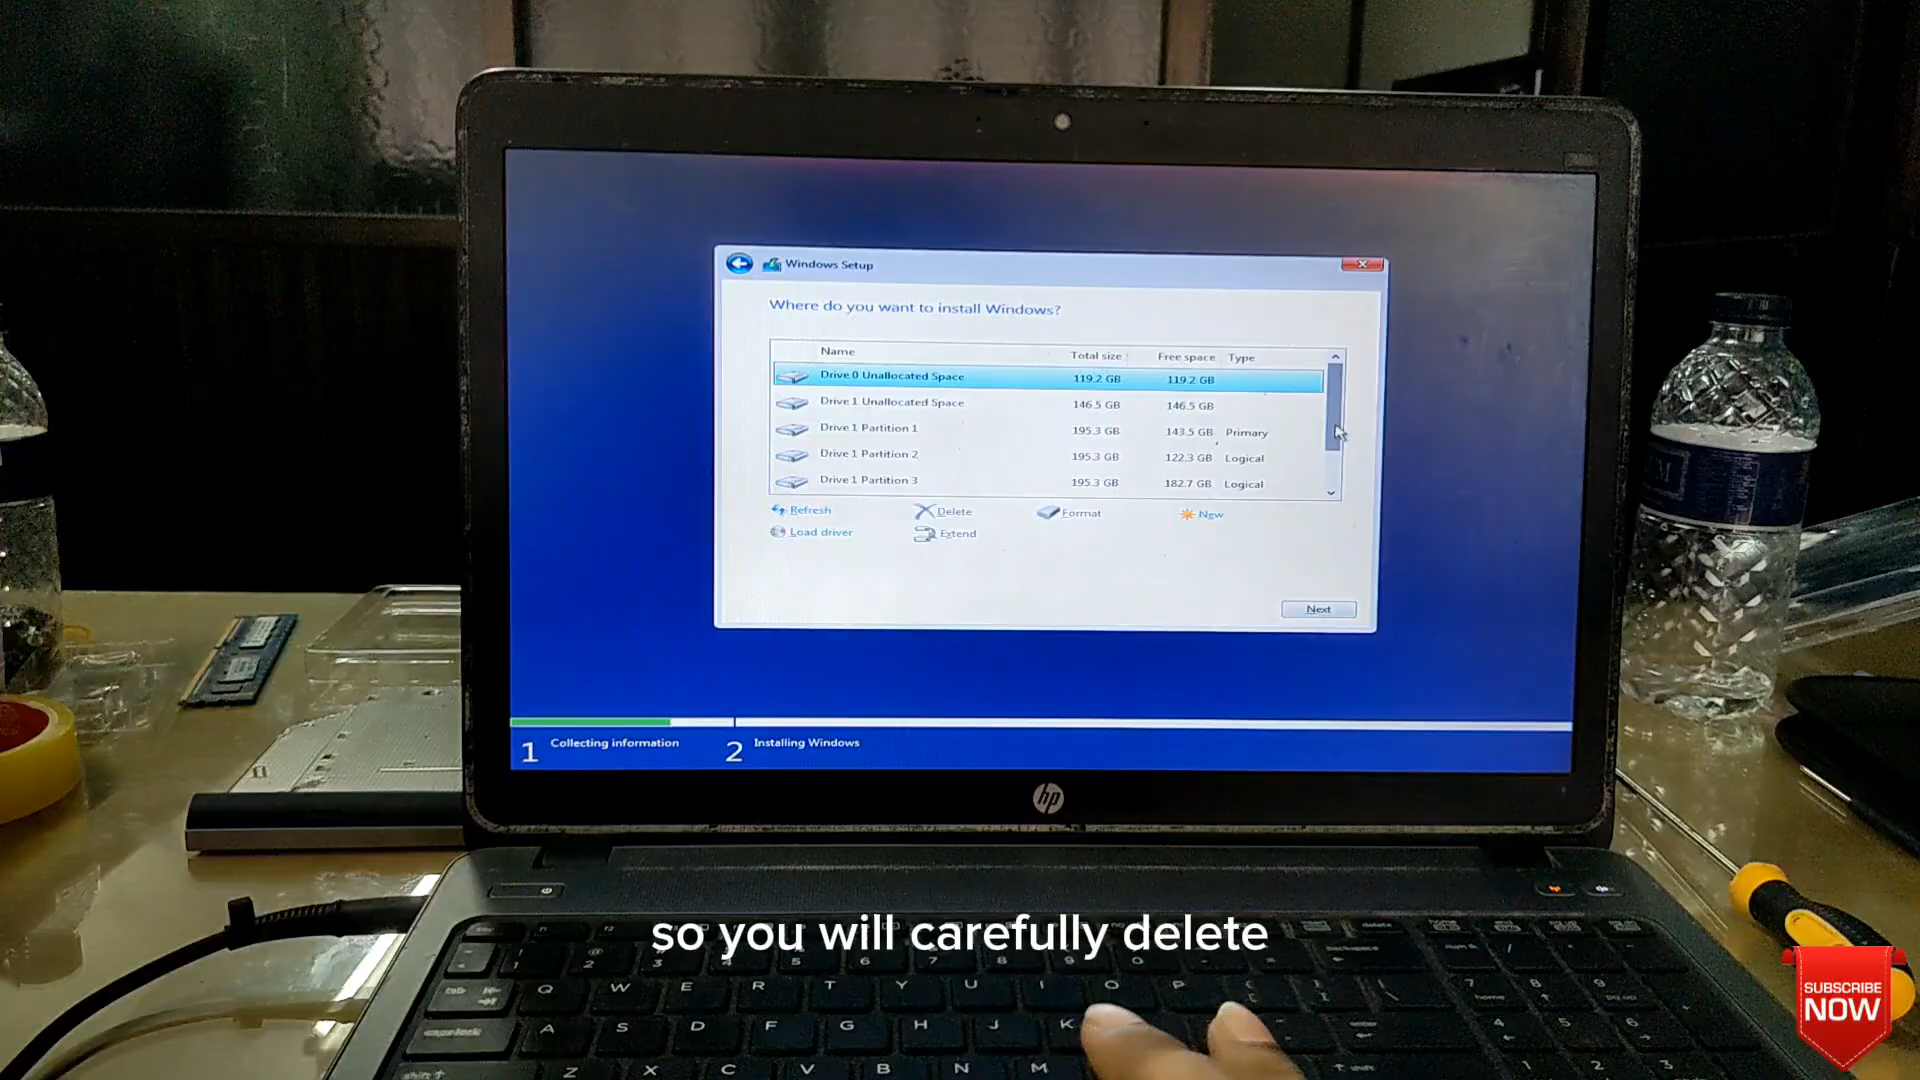 Windows Setup
Where do you want to install Windows?
Name Total size Free space Type
Drive 0 Unallocated Space 119.2 GB 119.2 GB
Drive 1 Unallocated Space 146.5 GB 146.5 GB
Drive 1 Partition 1 195.3 GB 143.5 GB Primary
Drive 1 Partition 2 195.3 GB 122.3 GB Logical
Drive 1 Partition 3 195.3 GB 182.7 GB Logical
Refresh Delete Format New
Load driver Extend
Next
1 Collecting information 2 Installing Windows
hp
so you will carefully delete
SUBSCRIBE
NOW
Q W E R T Y U I O P
A S D F G H J K
Z X C V B N M